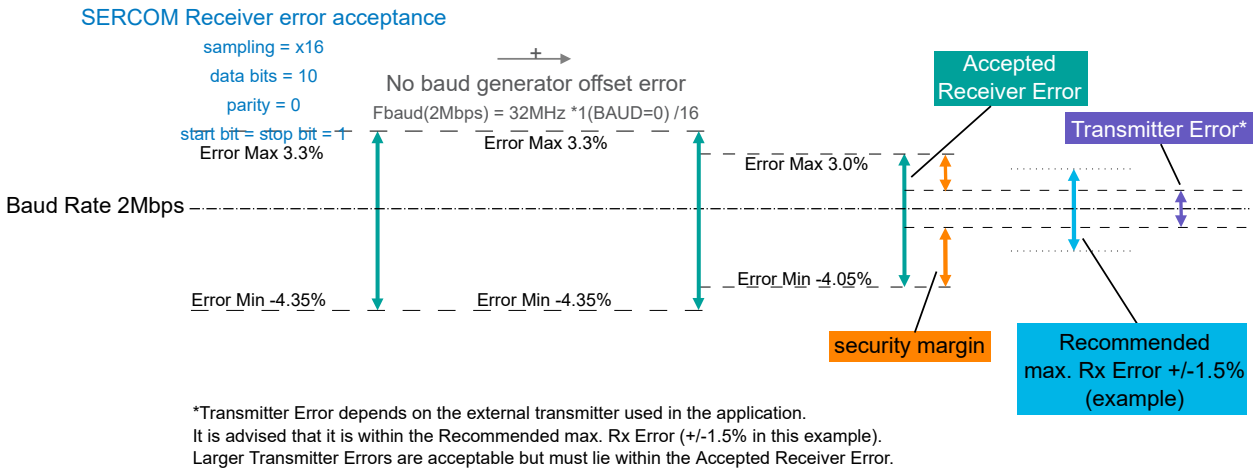 SERCOM Receiver error acceptance
sampling = x16
data bits = 10
parity = 0
start bit = stop bit = 1
+
No baud generator offset error
Fbaud(2Mbps) = 32MHz *1(BAUD=0) /16
Accepted
Receiver Error
Transmitter Error*
Error Max 3.3%
Error Max 3.3%
Error Max 3.0%
Baud Rate 2Mbps
Error Min -4.35%
Error Min -4.35%
Error Min -4.05%
security margin
Recommended
max. Rx Error +/-1.5%
(example)
*Transmitter Error depends on the external transmitter used in the application.
It is advised that it is within the Recommended max. Rx Error (+/-1.5% in this example).
Larger Transmitter Errors are acceptable but must lie within the Accepted Receiver Error.